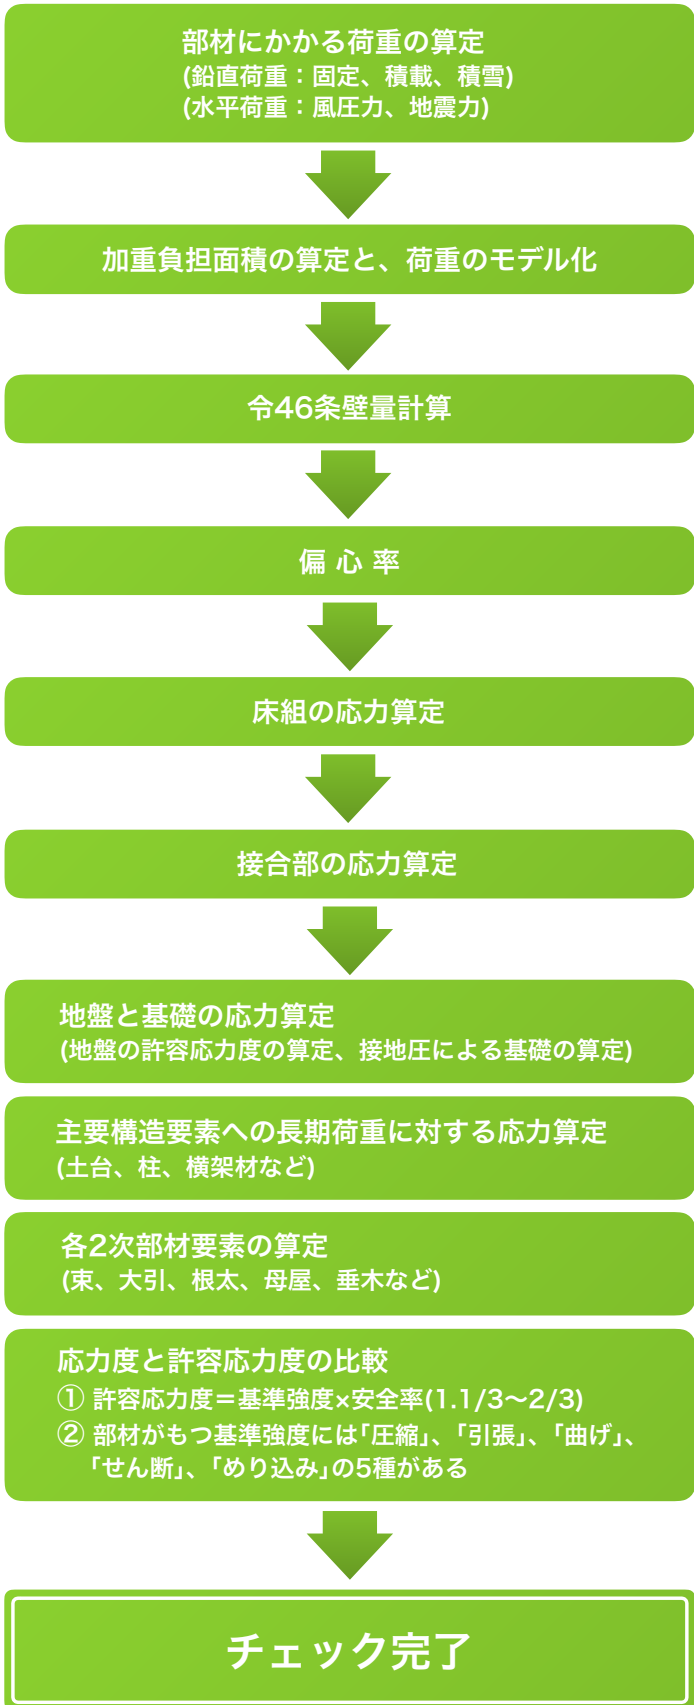 部材にかかる荷重の算定
(鉛直荷重：固定、積載、積雪)
(水平荷重：風圧力、地震力)
加重負担面積の算定と、荷重のモデル化
令46条壁量計算
偏 心 率
床組の応力算定
接合部の応力算定
地盤と基礎の応力算定
(地盤の許容応力度の算定、接地圧による基礎の算定)
主要構造要素への長期荷重に対する応力算定
(土台、柱、横架材など)
各2次部材要素の算定
(束、大引、根太、母屋、垂木など)
応力度と許容応力度の比較
① 許容応力度＝基準強度×安全率(1.1/3〜2/3)
② 部材がもつ基準強度には「圧縮」、「引張」、「曲げ」、
「せん断」、「めり込み」の5種がある
チェック完了